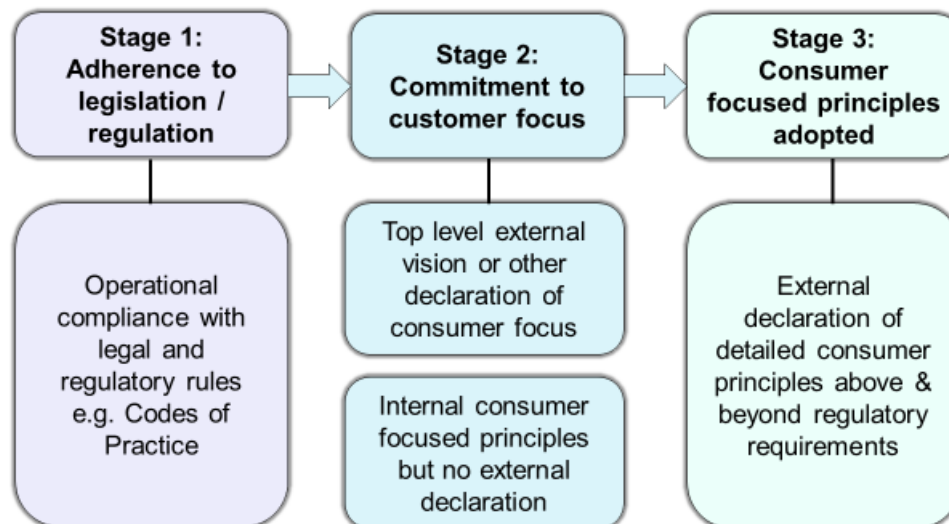 Stage 1:
Adherence to
legislation /
regulation
Stage 2:
Commitment to
customer focus
Stage 3:
Consumer
focused principles
adopted
Operational
compliance with
legal and
regulatory rules
e.g. Codes of
Practice
Top level external
vision or other
declaration of
consumer focus
Internal consumer
focused principles
but no external
declaration
External
declaration of
detailed consumer
principles above &
beyond regulatory
requirements